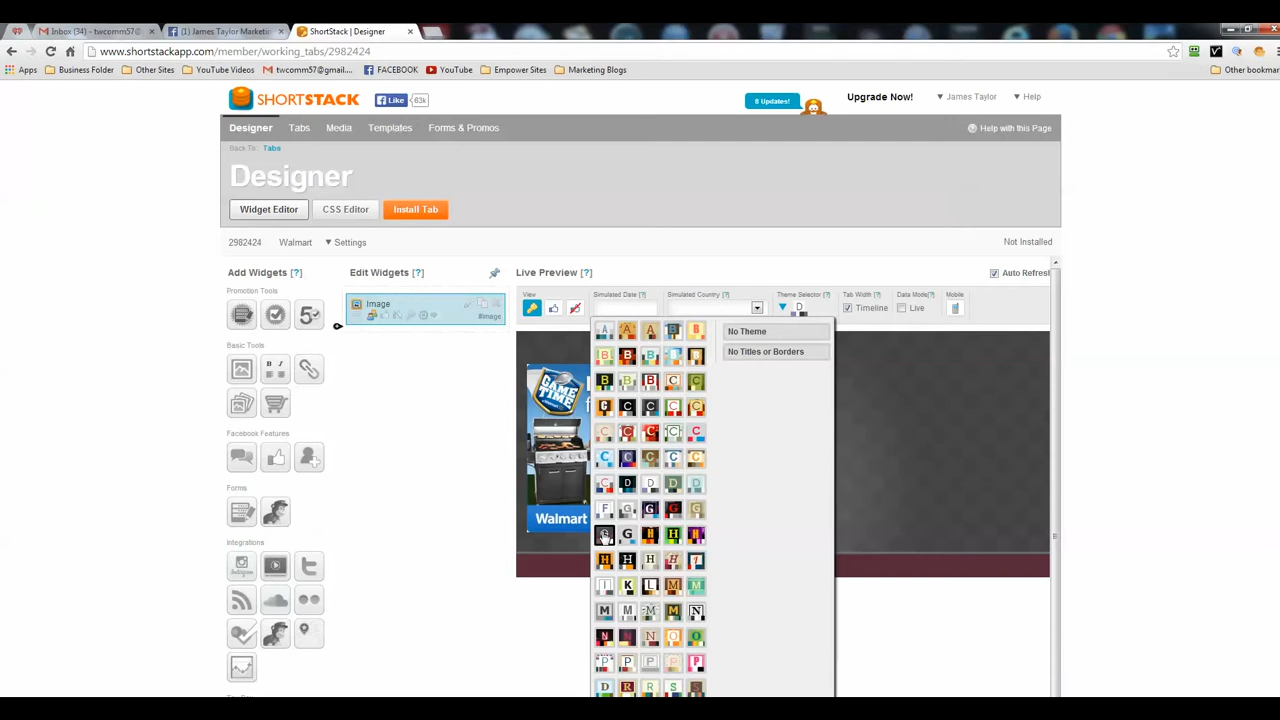 Inbox (34) - twcomm57@
(1) James Taylor Marketin
ShortStack | Designer
www.shortstackapp.com/member/working_tabs/2982424
Apps
Business Folder
Other Sites
YouTube Videos
twcomm57@gmail....
FACEBOOK
YouTube
Empower Sites
Marketing Blogs
Other bookmar
SHORTSTACK
Like
63k
8 Updates!
Upgrade Now!
James Taylor
Help
Designer
Tabs
Media
Templates
Forms & Promos
Help with this Page
Back To: Tabs
Designer
Widget Editor
CSS Editor
Install Tab
2982424
Walmart
Settings
Not Installed
Add Widgets [?]
Edit Widgets [?]
Live Preview [?]
Auto Refresh
Promotion Tools
Image
#image
View
Simulated Date [?]
Simulated Country [?]
Theme Selector [?]
Tab Width [?]
Data Mode[?]
Mobile
D
Timeline
Live
No Theme
No Titles or Borders
Basic Tools
GAME TIME
Walmart
Facebook Features
Forms
Integrations